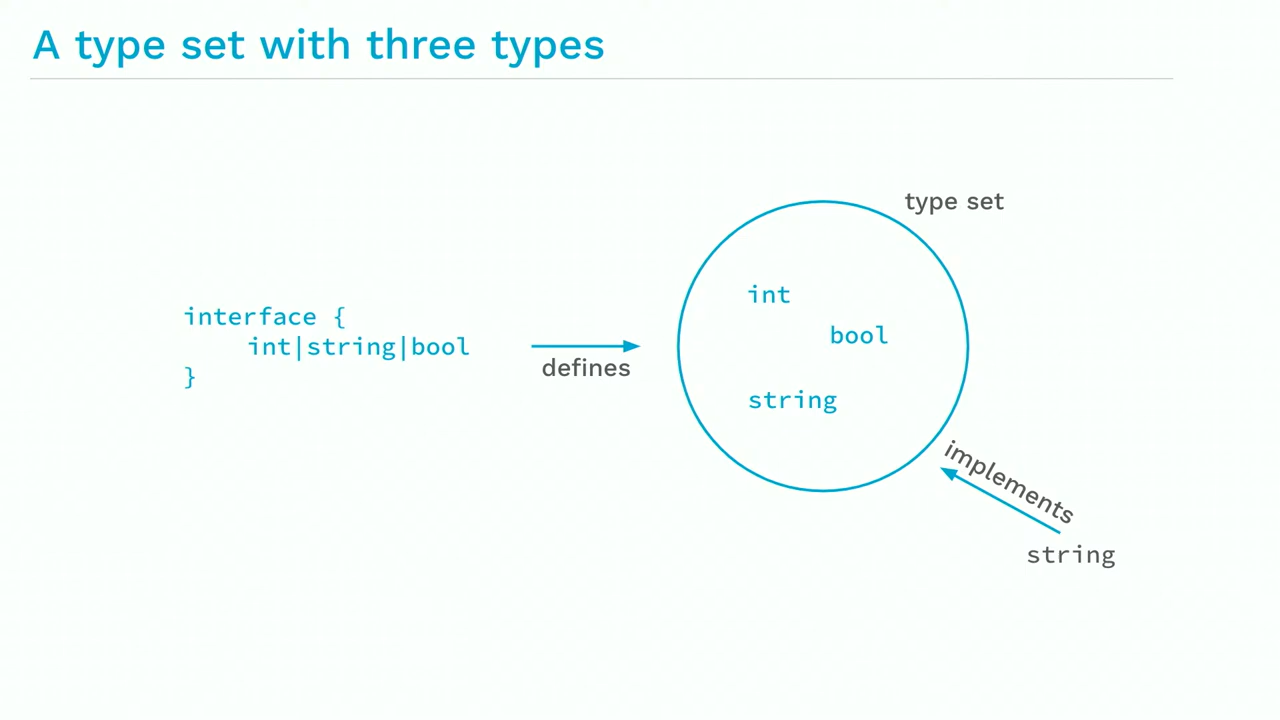 A type set with three types
type set
interface {
int|string|bool
}
defines
int
bool
string
implements
string